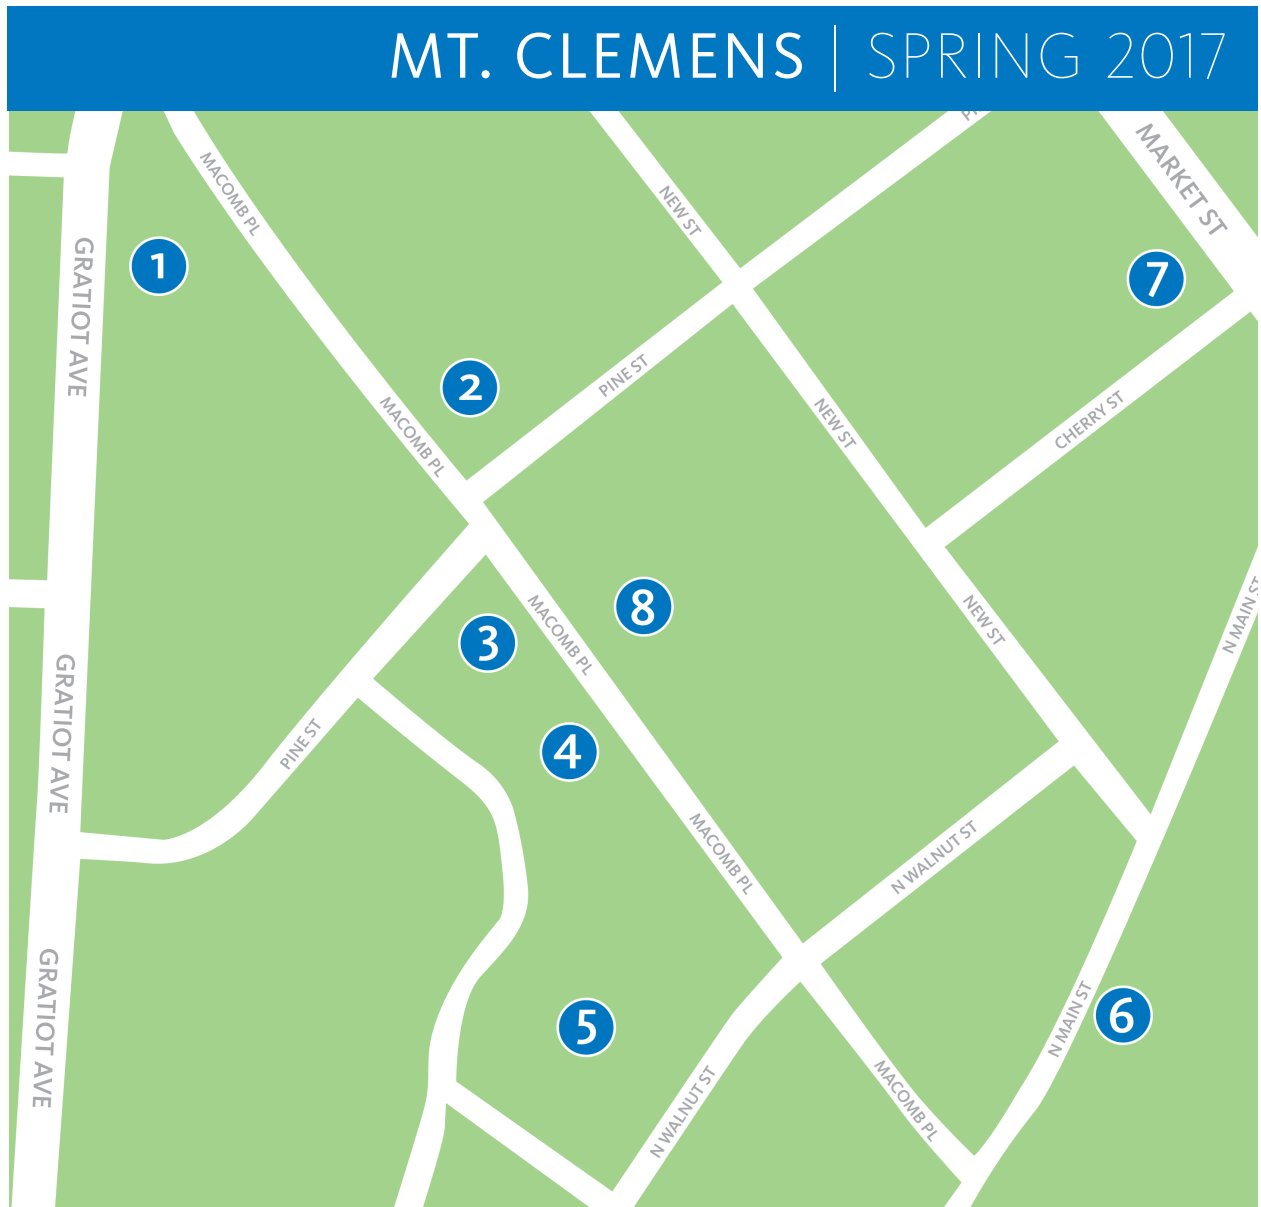 MT. CLEMENS | SPRING 2017
MARKET ST
MACOMB PL
NEW ST
1
GRATIOT AVE
7
2
PINE ST
MACOMB PL
NEW ST
CHERRY ST
8
3
MACOMB PL
NEW ST
N MAIN ST
4
GRATIOT AVE
PINE ST
MACOMB PL
N WALNUT ST
GRATIOT AVE
5
6
N MAIN ST
N WALNUT ST
MACOMB PL